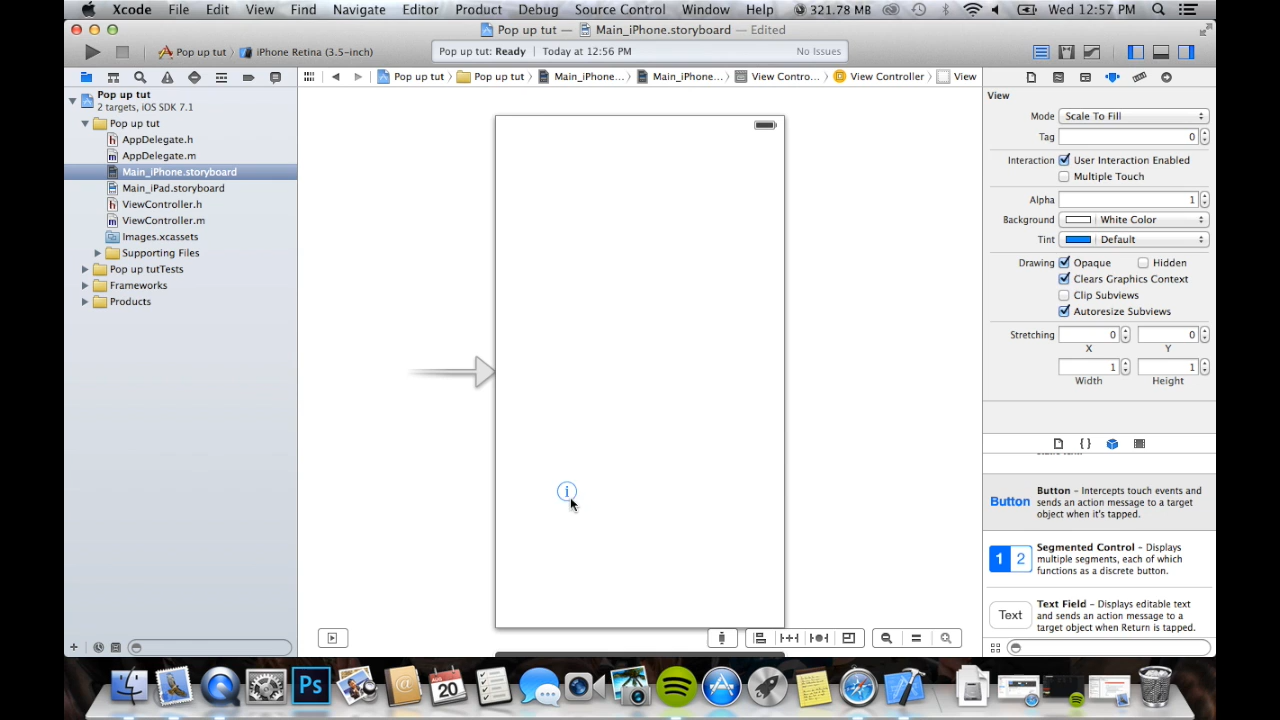 Xcode File Edit View Find Navigate Editor Product Debug Source Control Window Help 321.78 MB Wed 12:57 PM
Pop up tut — Main_iPhone.storyboard — Edited
Pop up tut iPhone Retina (3.5-inch) Pop up tut: Ready Today at 12:56 PM No Issues
Pop up tut Pop up tut Main_iPhone... Main_iPhone... View Contro... View Controller View
Pop up tut
2 targets, iOS SDK 7.1
Pop up tut
AppDelegate.h
AppDelegate.m
Main_iPhone.storyboard
Main_iPad.storyboard
ViewController.h
ViewController.m
Images.xcassets
Supporting Files
Pop up tutTests
Frameworks
Products
i
View
Mode Scale To Fill
Tag 0
Interaction User Interaction Enabled
Multiple Touch
Alpha 1
Background White Color
Tint Default
Drawing Opaque Hidden
Clears Graphics Context
Clip Subviews
Autoresize Subviews
Stretching 0 0
X Y
1 1
Width Height
{ }
Button
Button – Intercepts touch events and
sends an action message to a target
object when it's tapped.
1 2
Segmented Control – Displays
multiple segments, each of which
functions as a discrete button.
Text
Text Field – Displays editable text
and sends an action message to a
target object when Return is tapped.
Ps
@
AUG
20